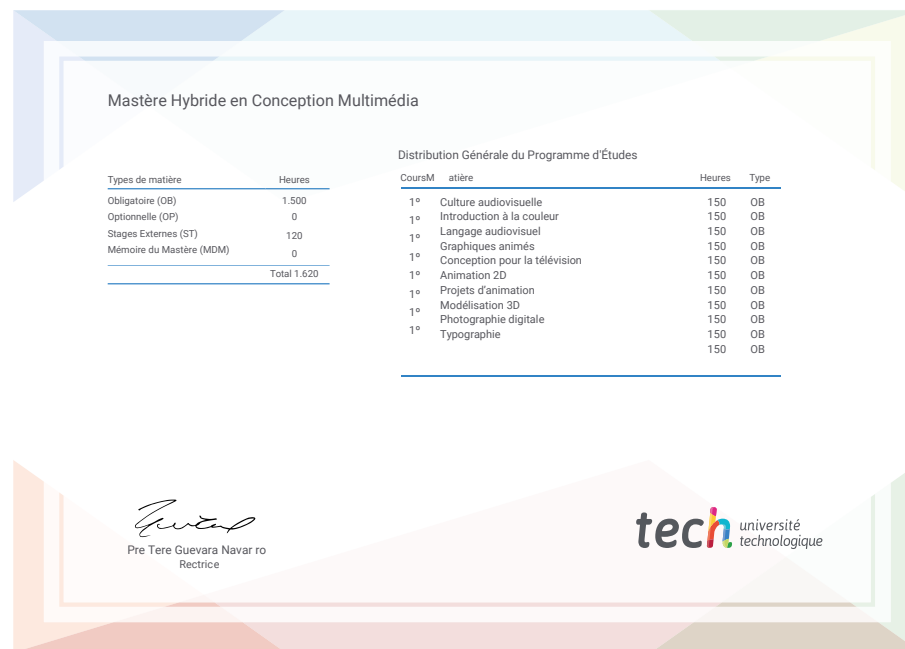 Mastère Hybride en Conception Multimédia
Types de matière Heures
Obligatoire (OB) 1.500
Optionnelle (OP) 0
Stages Externes (ST) 120
Mémoire du Mastère (MDM) 0
Total 1.620
Distribution Générale du Programme d'Études
CoursM atière Heures Type
1º Culture audiovisuelle 150 OB
1º Introduction à la couleur 150 OB
1º Langage audiovisuel 150 OB
1º Graphiques animés 150 OB
1º Conception pour la télévision 150 OB
1º Animation 2D 150 OB
1º Projets d'animation 150 OB
1º Modélisation 3D 150 OB
Photographie digitale 150 OB
Typographie 150 OB
150 OB
Pre Tere Guevara Navar ro
Rectrice
tech université
technologique